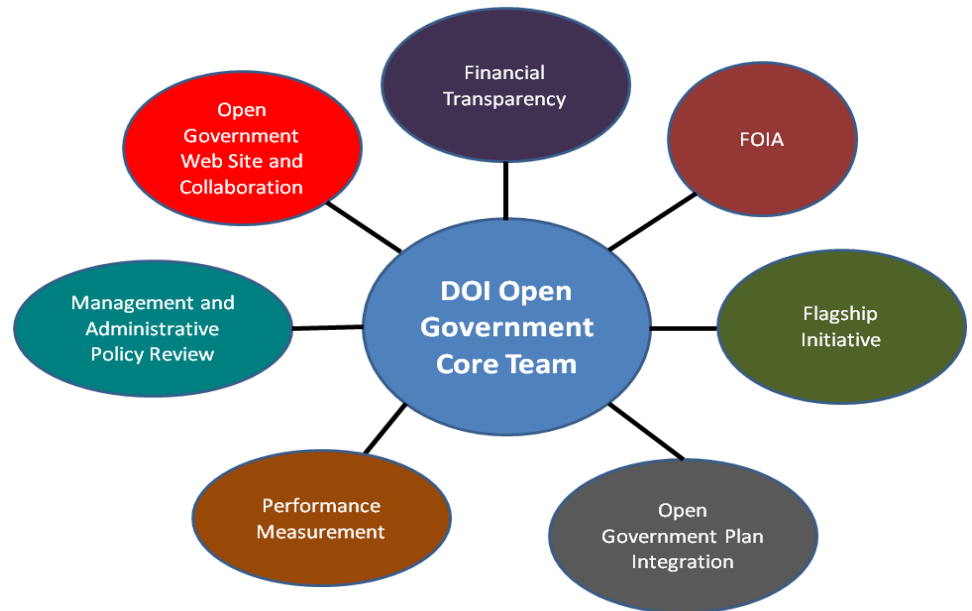 Financial
Transparency
FOIA
Open
Government
Web Site and
Collaboration
DOI Open
Government
Core Team
Management and
Administrative
Policy Review
Flagship
Initiative
Performance
Measurement
Open
Government Plan
Integration